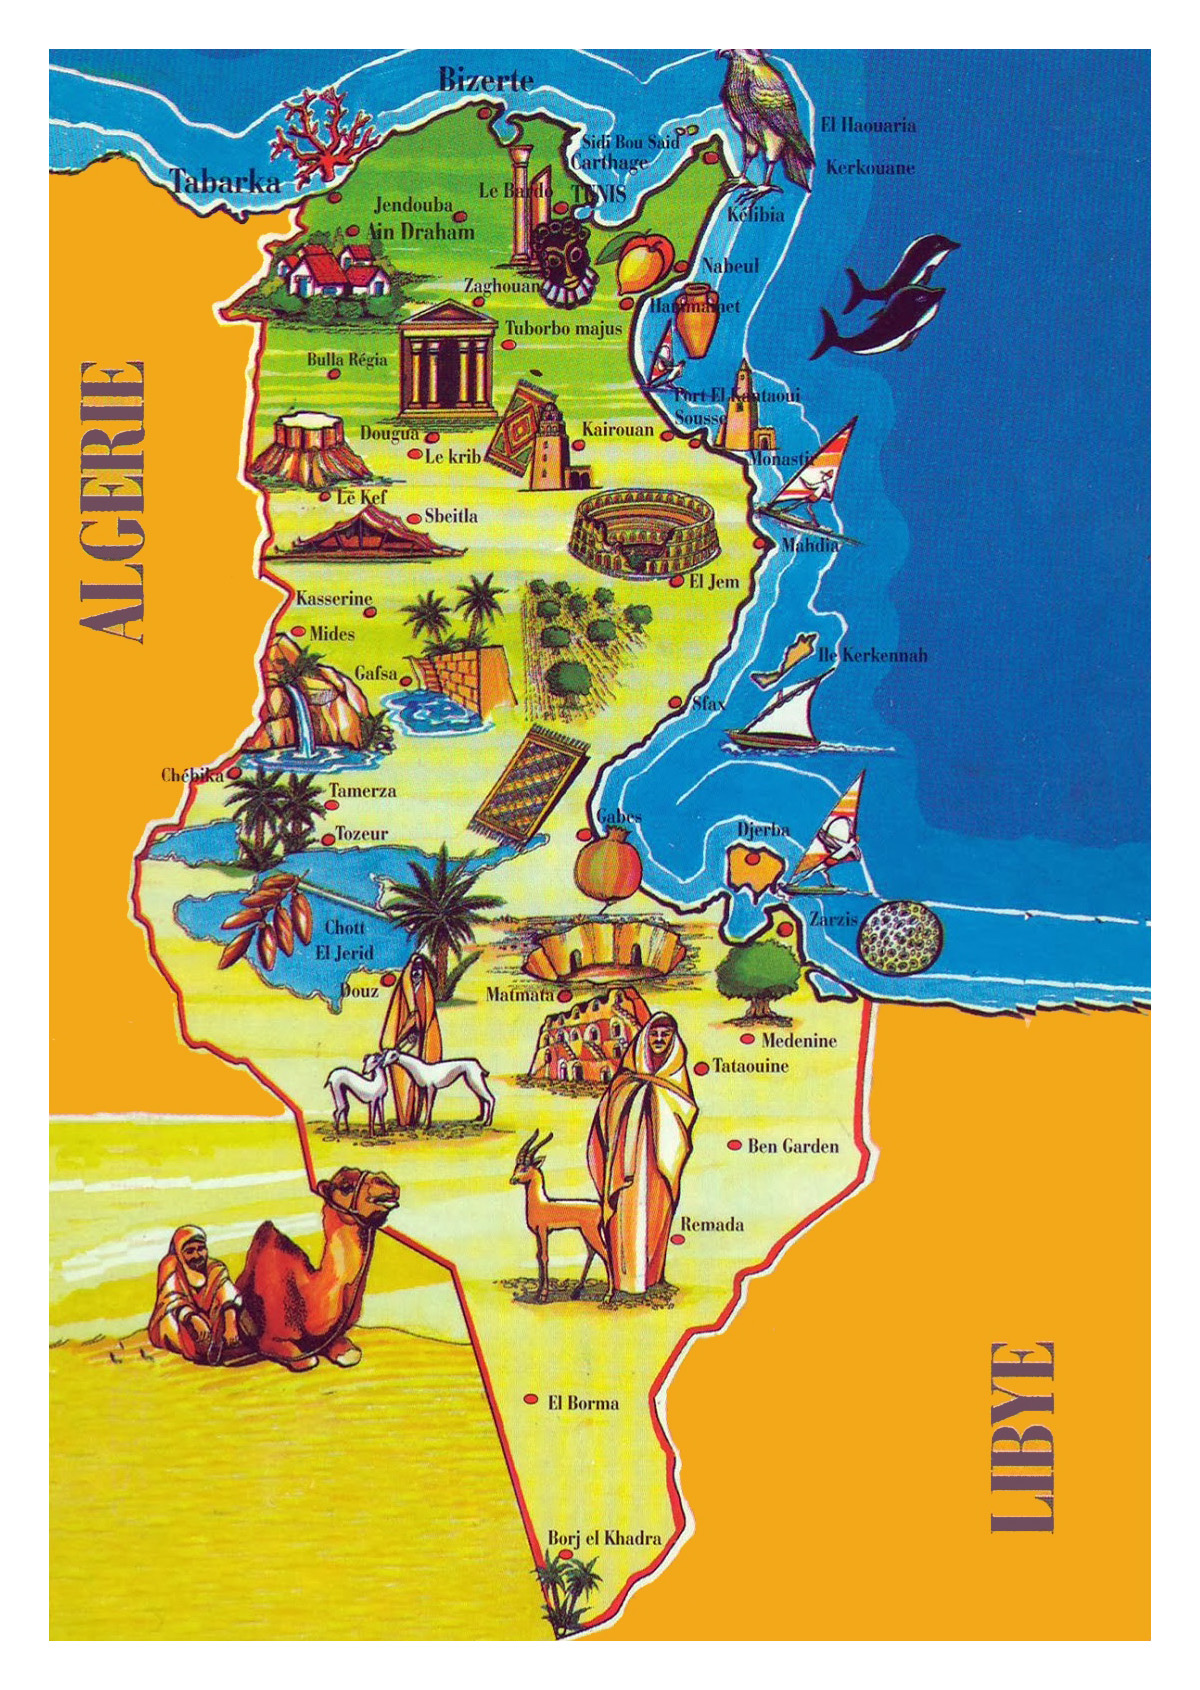 Bizerte
El Haouaria
Sidi Bou Said
Carthage
Kerkouane
Tabarka
Le Bardo
TUNIS
Jendouba
Kélibia
Ain Draham
Nabeul
Zaghouan
Hammamet
Tuborbo majus
Bulla Régia
Port El Kantaoui
Sousse
Kairouan
Dougua
Le krib
Monastir
Le Kef
Sbeitla
Mahdia
El Jem
ALGERIE
Kasserine
Mides
Ile Kerkennah
Gafsa
Sfax
Chébika
Tamerza
Gabes
Djerba
Tozeur
Zarzis
Chott
El Jerid
Douz
Matmata
Medenine
Tataouine
Ben Garden
Remada
El Borma
LIBYE
Borj el Khadra